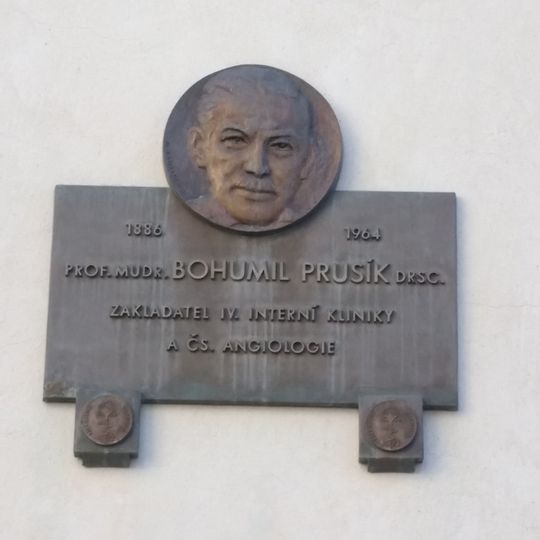 1886 1964
PROF. MUDR. BOHUMIL PRUSÍK DRSC.
ZAKLADATEL IV. INTERNÍ KLINIKY
A ČS. ANGIOLOGIE